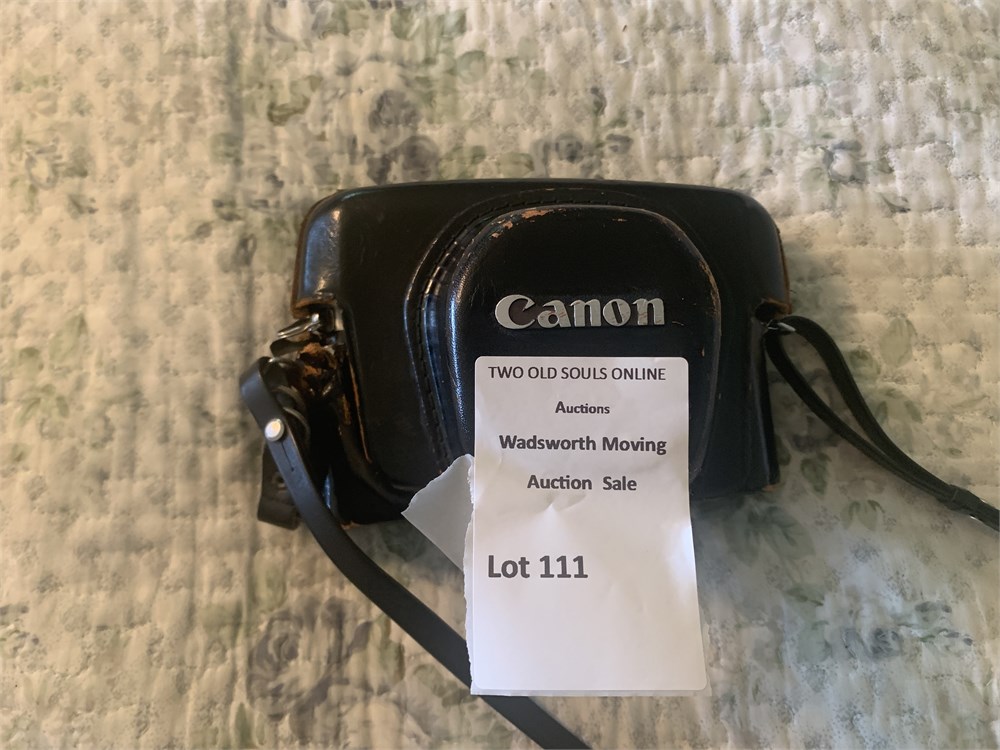 Canon
TWO OLD SOULS ONLINE
Auctions
Wadsworth Moving
Auction Sale
Lot 111